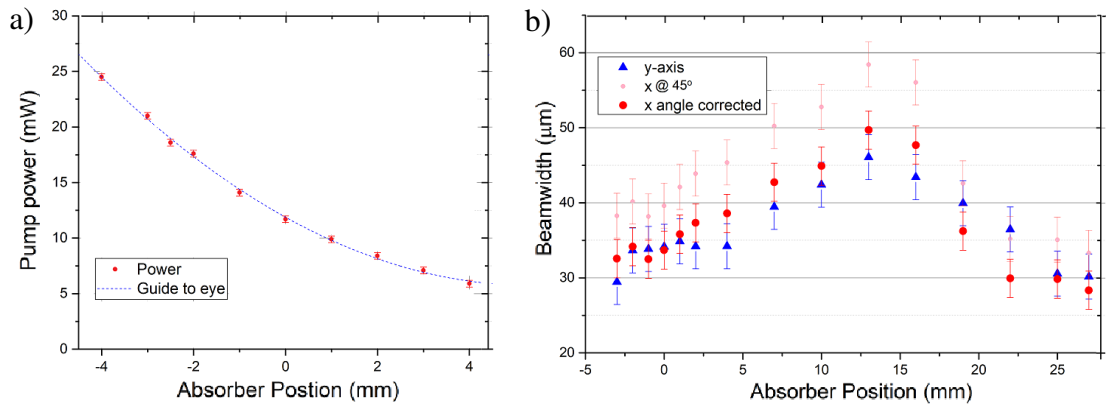 a)
30
25
20
15
10
5
0
Pump power (mW)
Power
Guide to eye
-4
-2
0
2
4
Absorber Postion (mm)
b)
60
50
40
30
20
Beamwidth (μm)
y-axis
x @ 45º
x angle corrected
-5
0
5
10
15
20
25
Absorber Position (mm)